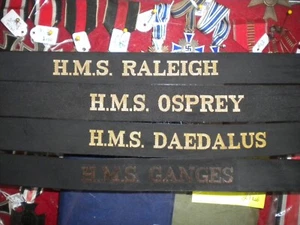 H.M.S. RALEIGH
H.M.S. OSPREY
H.M.S. DAEDALUS
H.M.S. GANGES